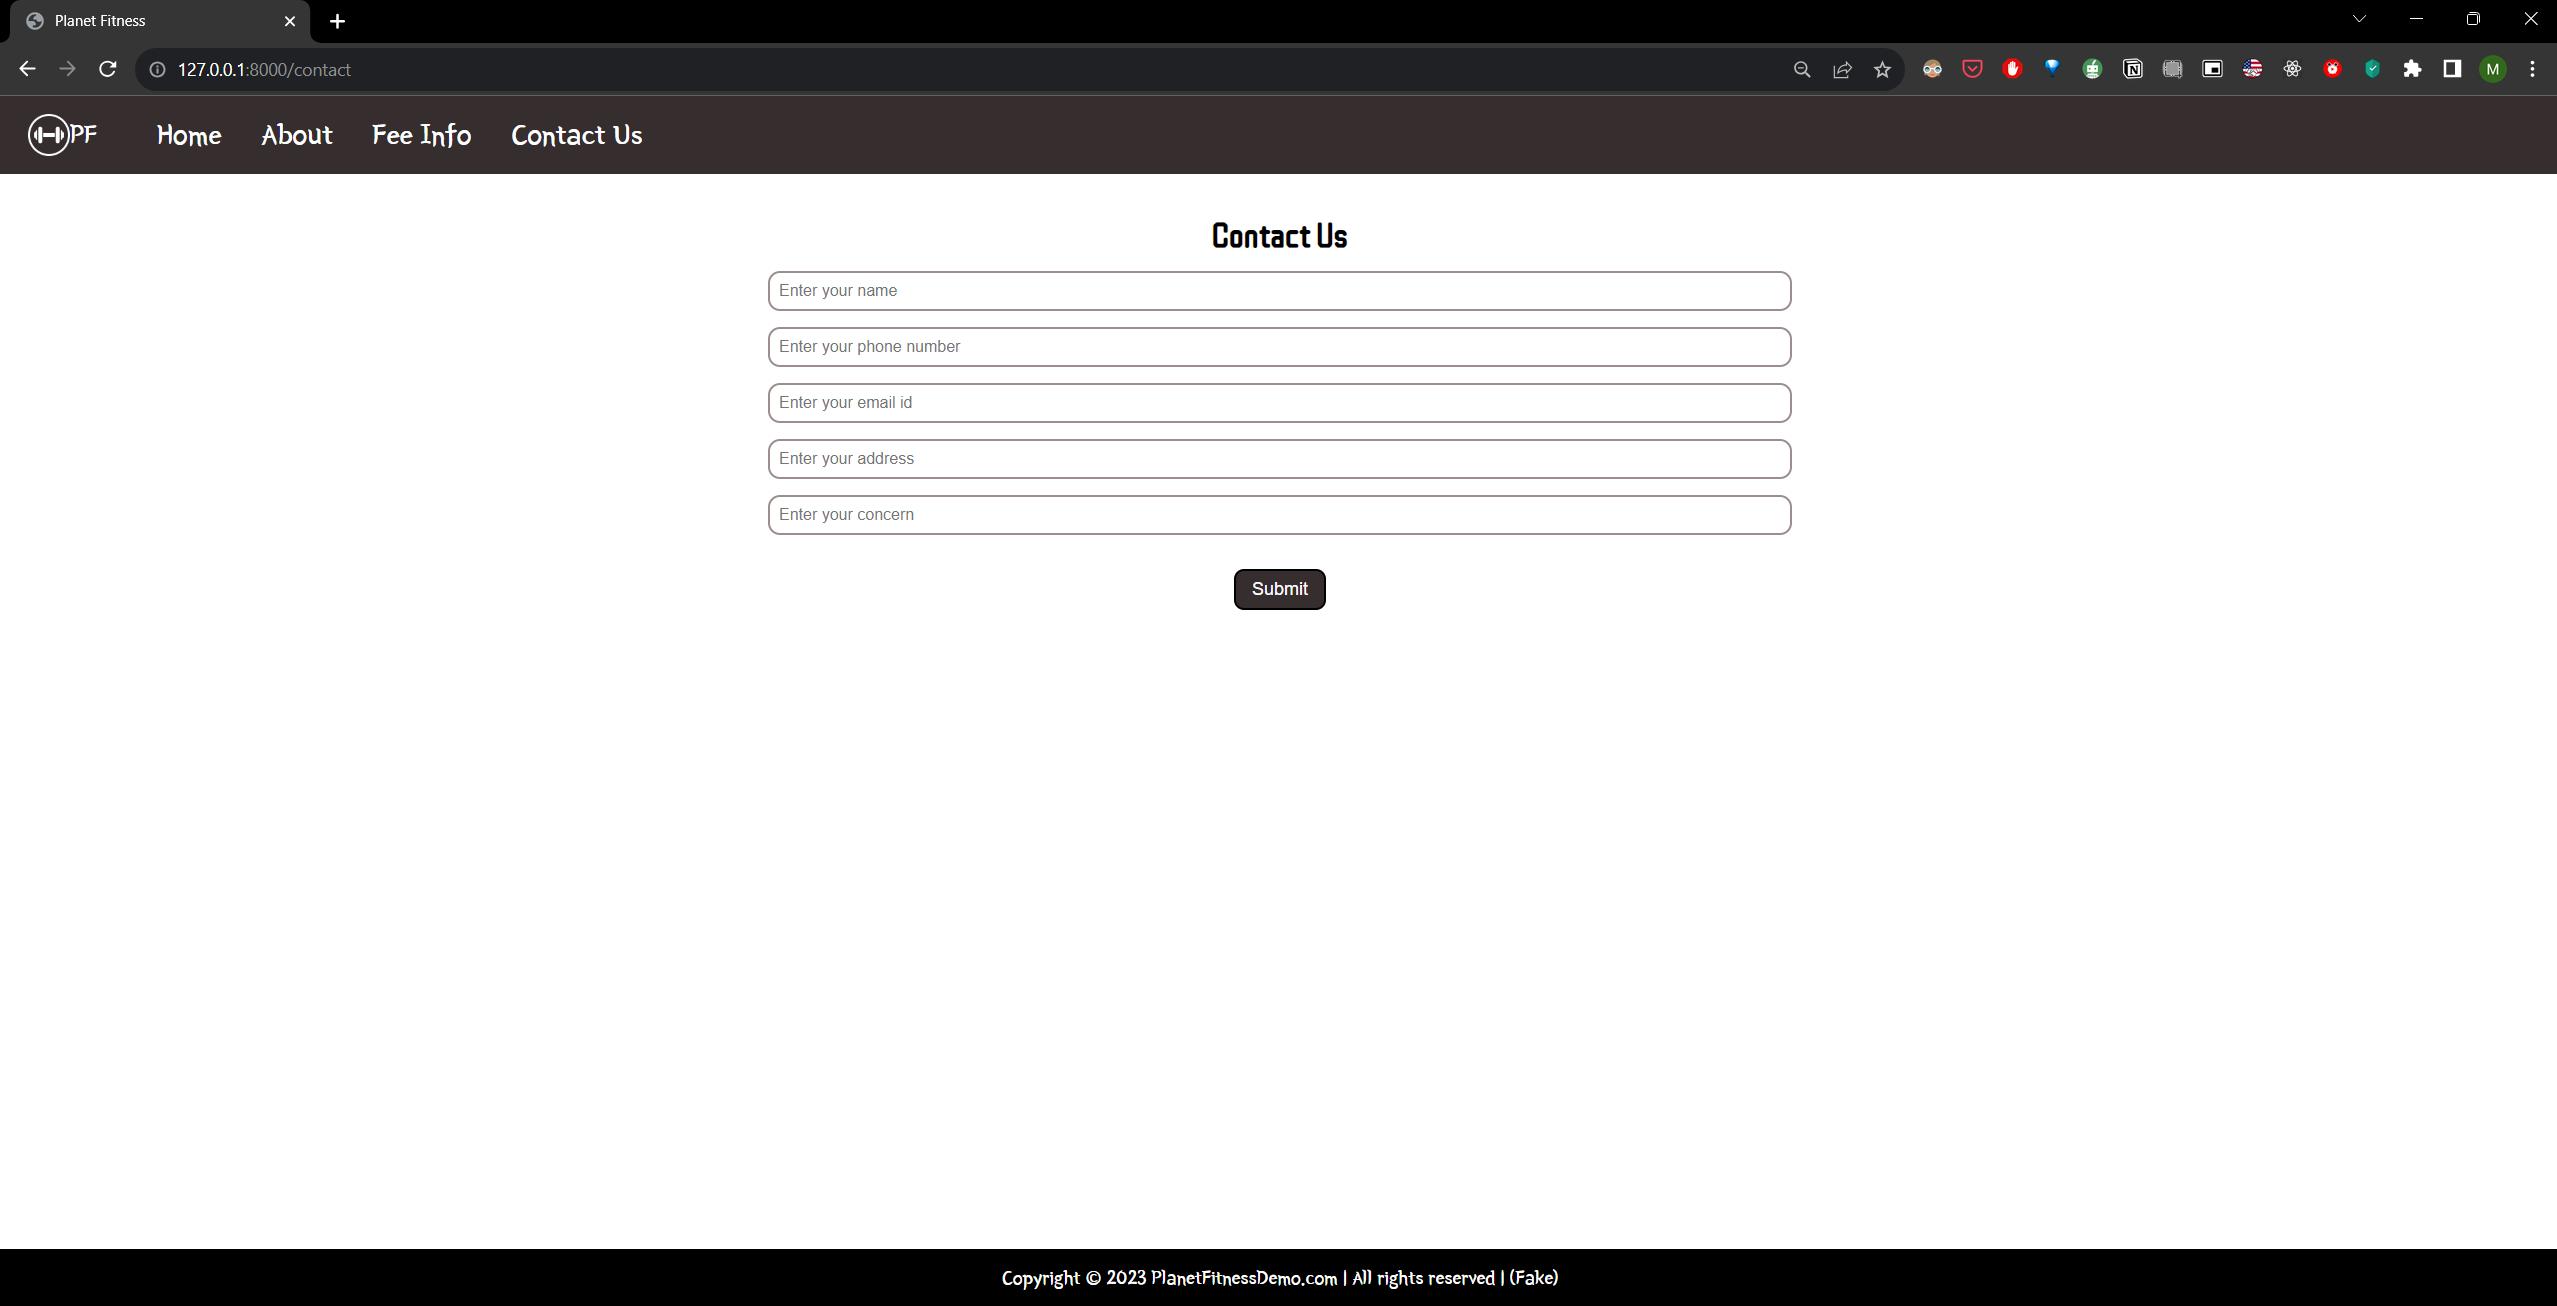 Planet Fitness
127.0.0.1:8000/contact
M
PF Home About Fee Info Contact Us
Contact Us
Enter your name
Enter your phone number
Enter your email id
Enter your address
Enter your concern
Submit
Copyright © 2023 PlanetFitnessDemo.com | All rights reserved | (Fake)